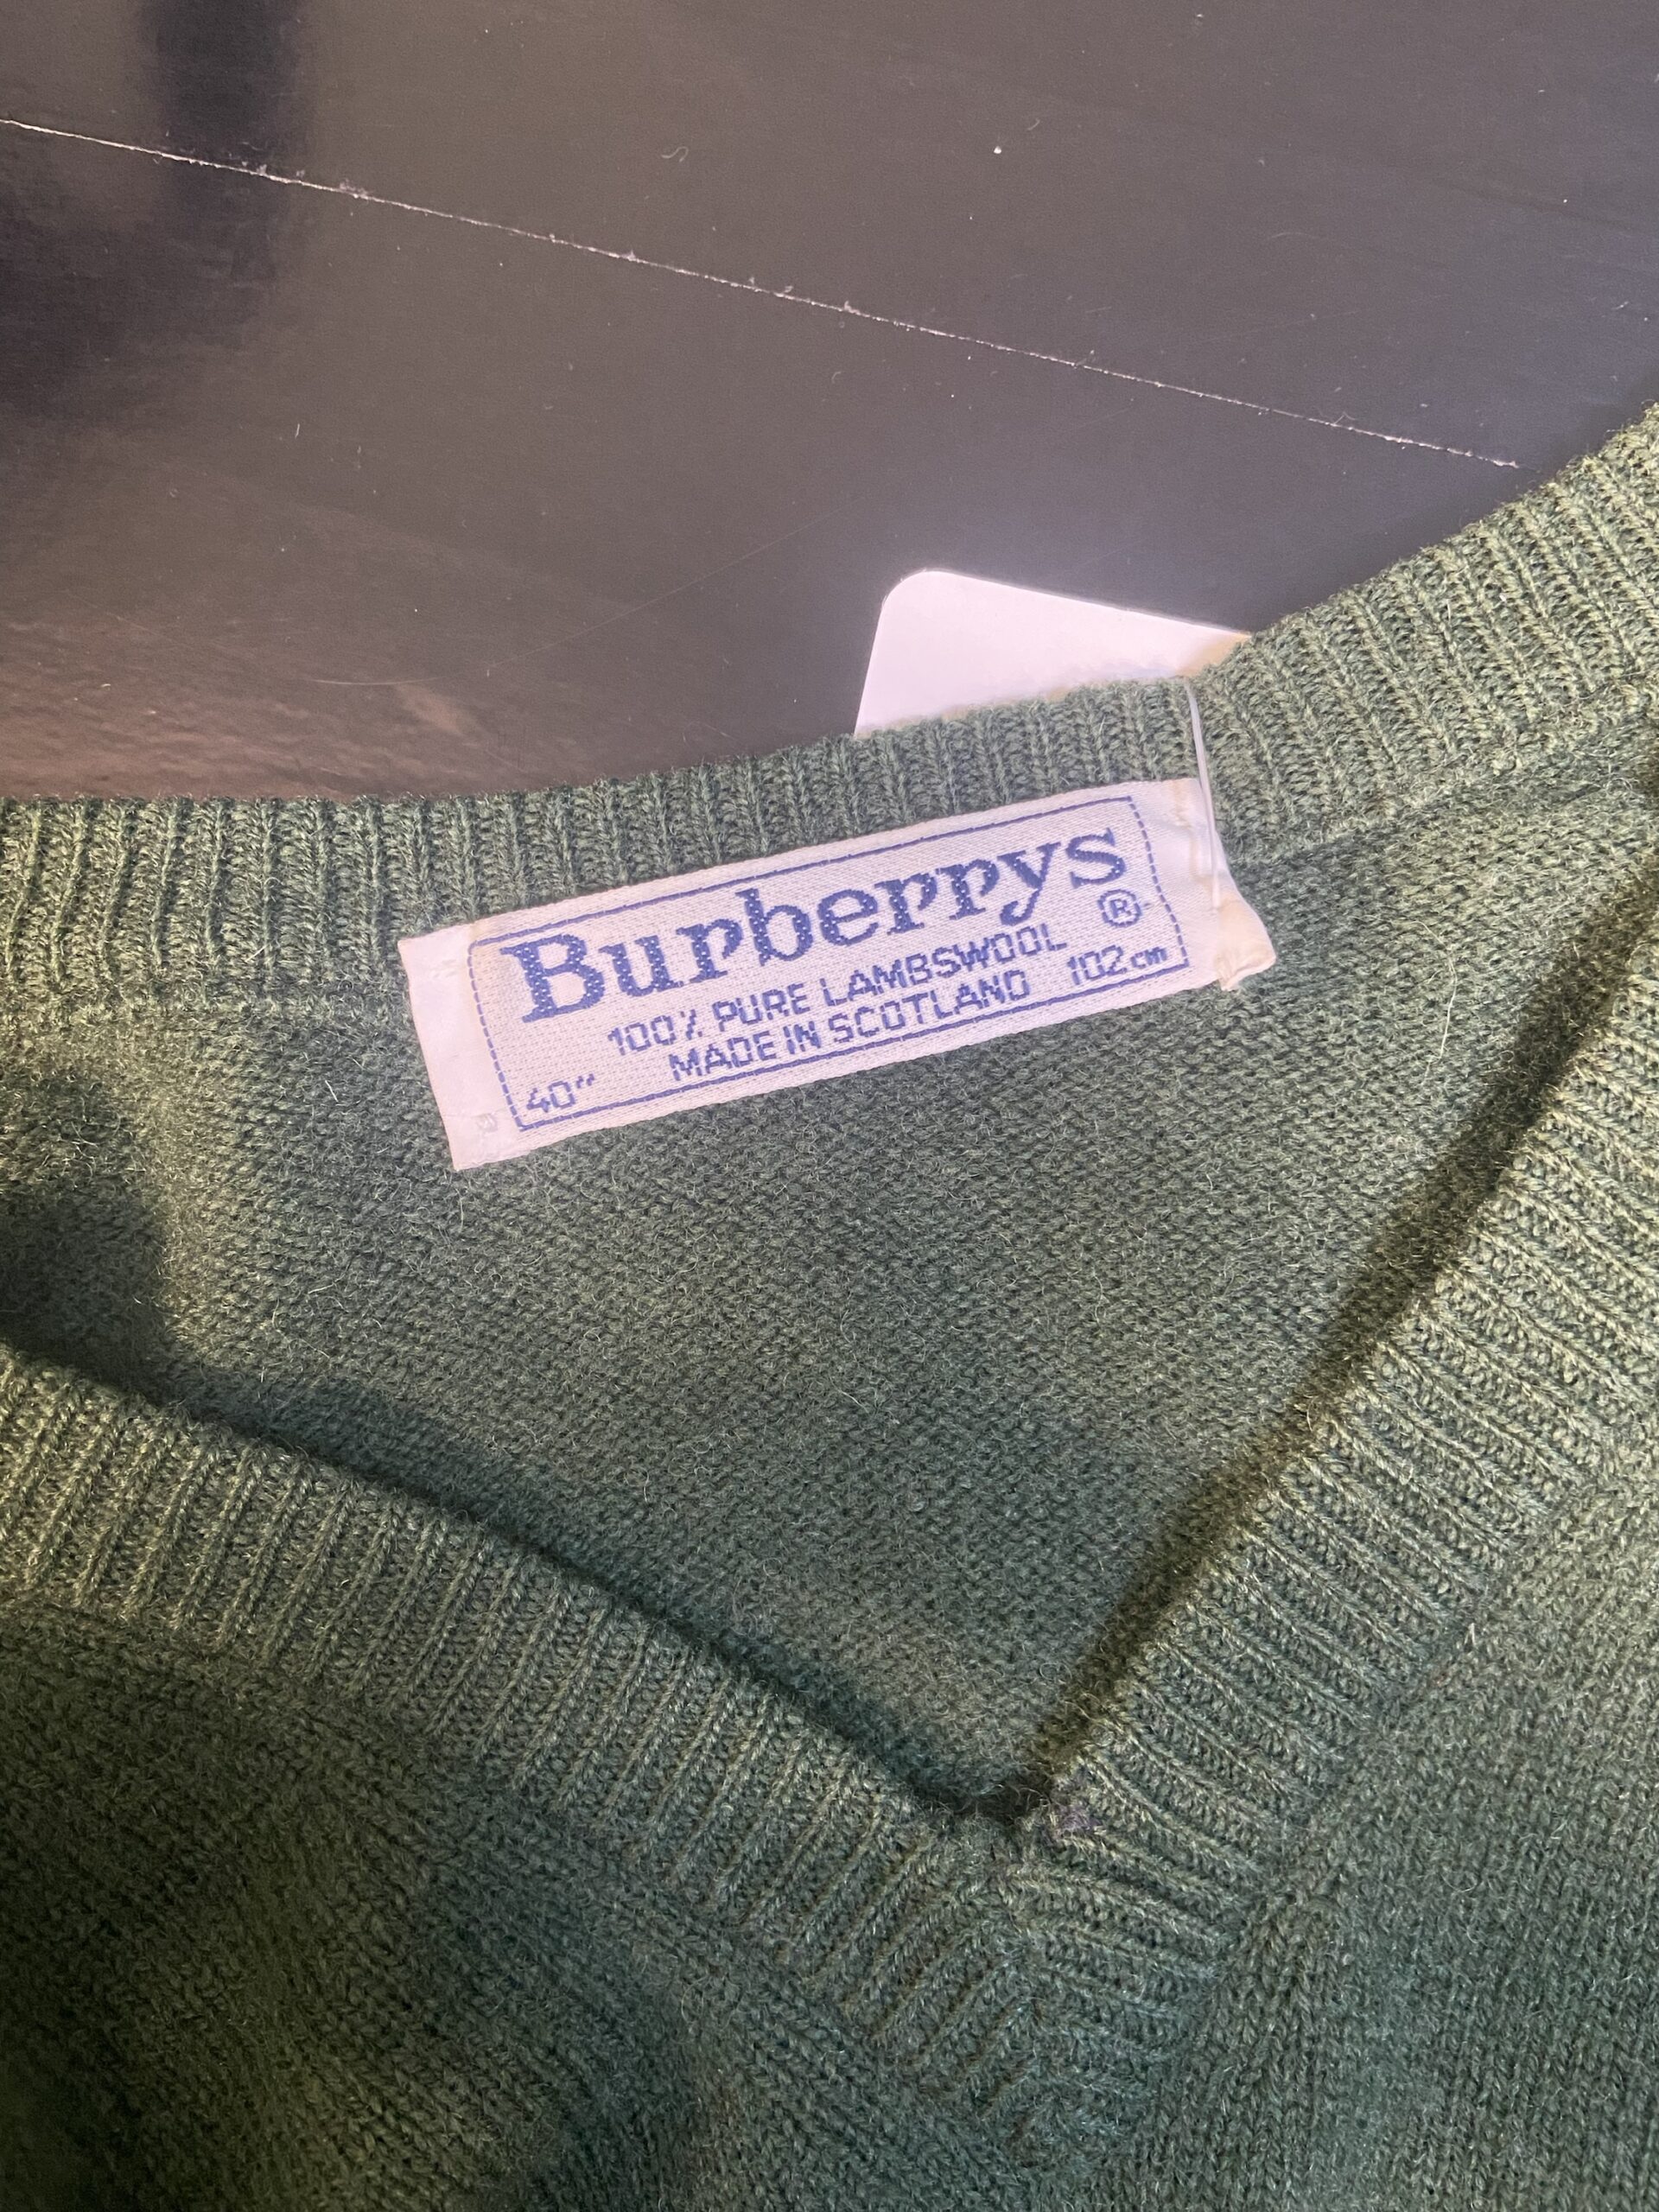 Burberrys
®
100% PURE LAMBSWOOL
40" MADE IN SCOTLAND 102cm